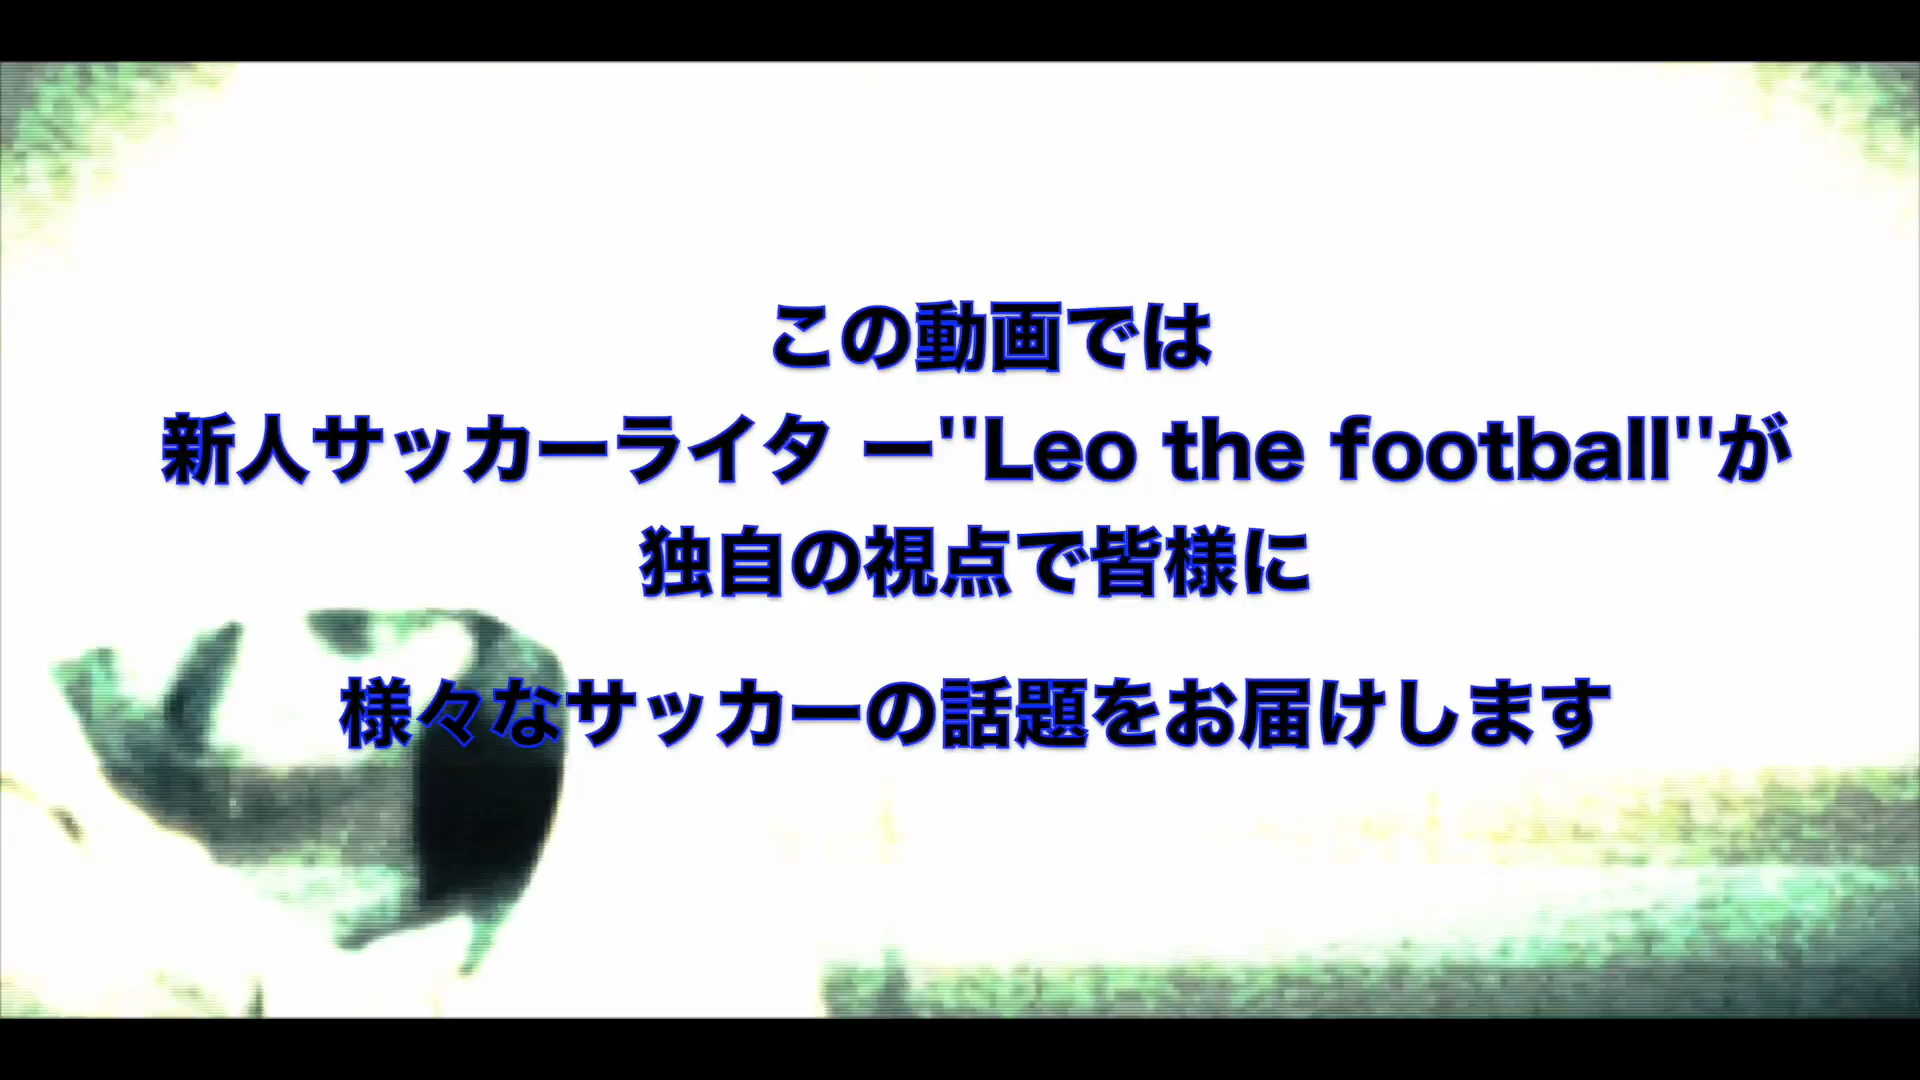 この動画では
新人サッカーライタ ー"Leo the football"が
独自の視点で皆様に
様々なサッカーの話題をお届けします